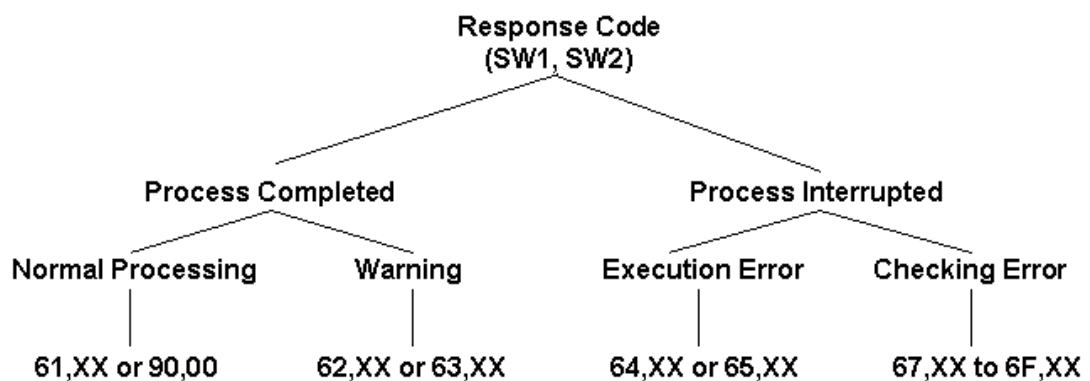 Response Code
(SW1, SW2)
Process Completed
Process Interrupted
Normal Processing
Warning
Execution Error
Checking Error
61,XX or 90,00
62,XX or 63,XX
64,XX or 65,XX
67,XX to 6F,XX